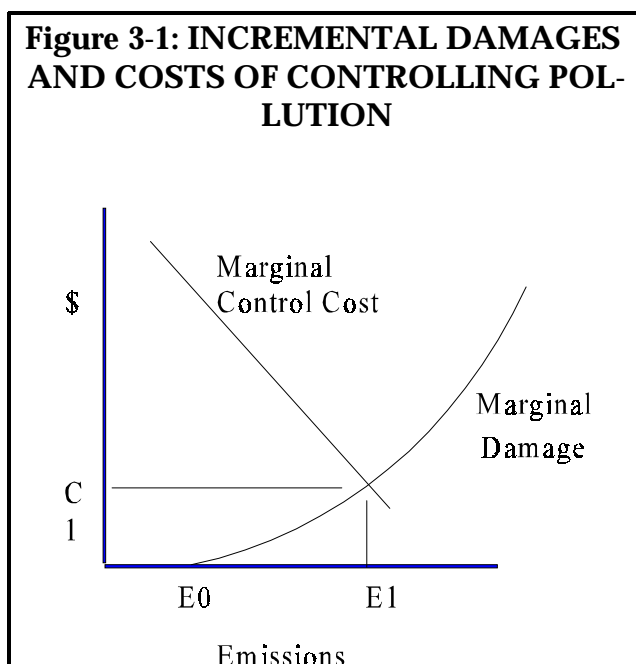 Figure 3-1: INCREMENTAL DAMAGES
AND COSTS OF CONTROLLING POL-
LUTION
Marginal
Control Cost
$
Marginal
Damage
C
1
E0
E1
Emissions